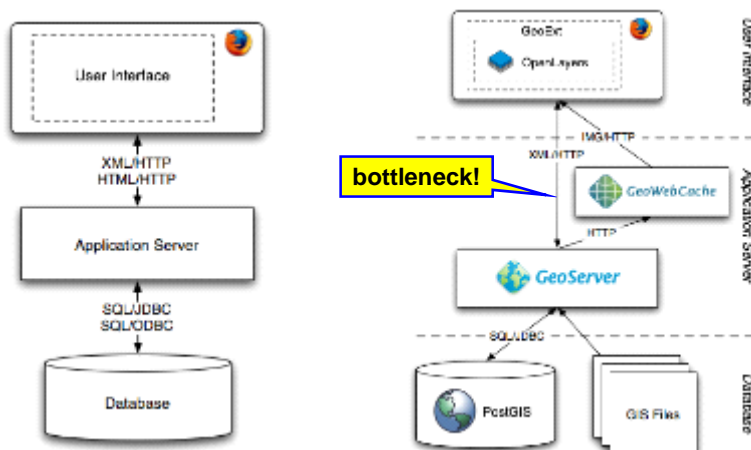 User Interface
XML/HTTP
HTML/HTTP
Application Server
SQL/JDBC
SQL/ODBC
Database
GeoExt
OpenLayers
User Interface
IMG/HTTP
XML/HTTP
bottleneck!
GeoWebCache
HTTP
Application Server
GeoServer
SQL/JDBC
PostGIS
GIS Files
Database